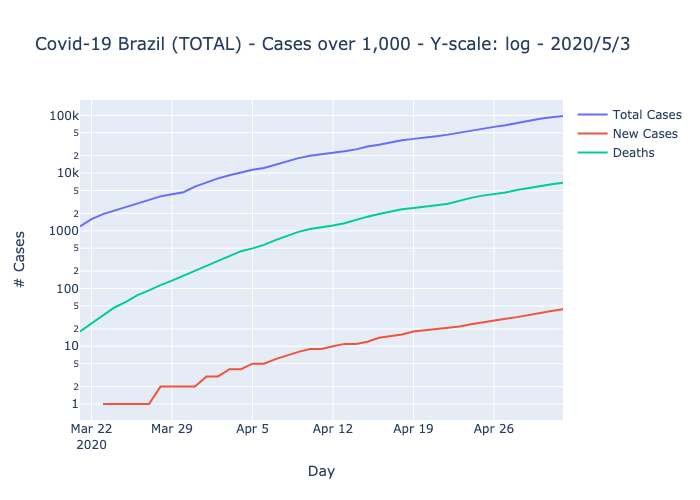 Covid-19 Brazil (TOTAL) - Cases over 1,000 - Y-scale: log - 2020/5/3
Total Cases
New Cases
Deaths
100k
5
2
10k
5
2
1000
5
2
100
5
2
10
5
2
1
# Cases
Mar 22 Mar 29 Apr 5 Apr 12 Apr 19 Apr 26
2020
Day